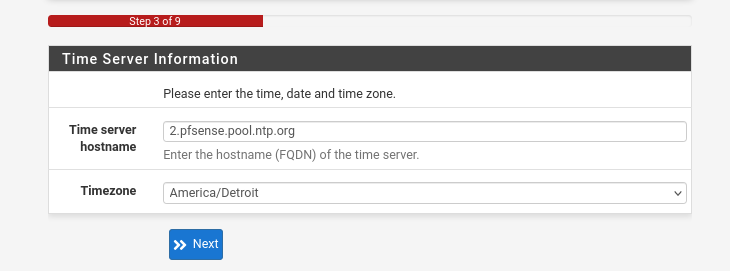 Step 3 of 9
Time Server Information
Please enter the time, date and time zone.
Time server
hostname
2.pfsense.pool.ntp.org
Enter the hostname (FQDN) of the time server.
Timezone
America/Detroit
Next